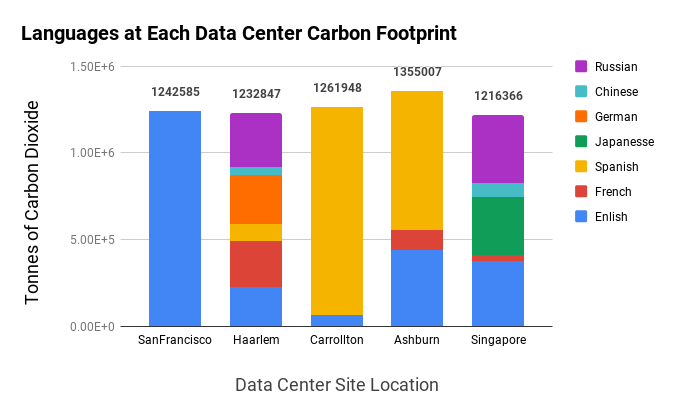 Languages at Each Data Center Carbon Footprint
Tonnes of Carbon Dioxide
1.50E+6
1.00E+6
5.00E+5
0.00E+0
1242585
1232847
1261948
1355007
1216366
SanFrancisco
Haarlem
Carrollton
Ashburn
Singapore
Data Center Site Location
Russian
Chinese
German
Japanesse
Spanish
French
Enlish